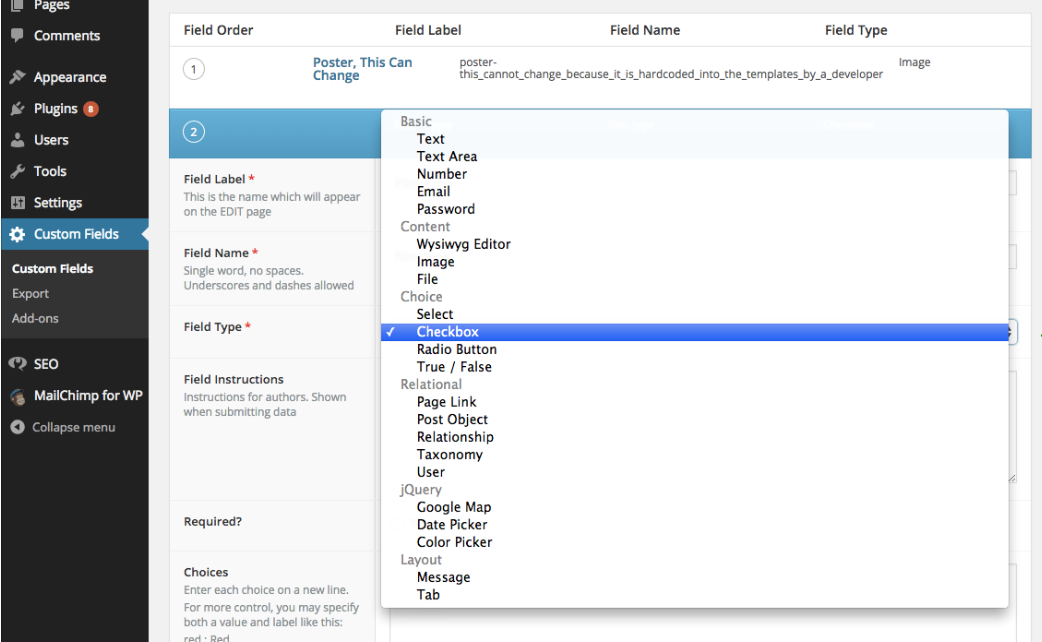 Pages
Comments
Appearance
Plugins 8
Users
Tools
Settings
Custom Fields
Custom Fields
Export
Add-ons
SEO
MailChimp for WP
Collapse menu
Field Order Field Label Field Name Field Type
1 Poster, This Can
Change
poster-
this_cannot_change_because_it_is_hardcoded_into_the_templates_by_a_developer
Image
2
Field Label *
This is the name which will appear
on the EDIT page
Field Name *
Single word, no spaces.
Underscores and dashes allowed
Field Type *
Field Instructions
Instructions for authors. Shown
when submitting data
Required?
Choices
Enter each choice on a new line.
For more control, you may specify
both a value and label like this:
red : Red
Basic
Text
Text Area
Number
Email
Password
Content
Wysiwyg Editor
Image
File
Choice
Select
✓ Checkbox
Radio Button
True / False
Relational
Page Link
Post Object
Relationship
Taxonomy
User
jQuery
Google Map
Date Picker
Color Picker
Layout
Message
Tab